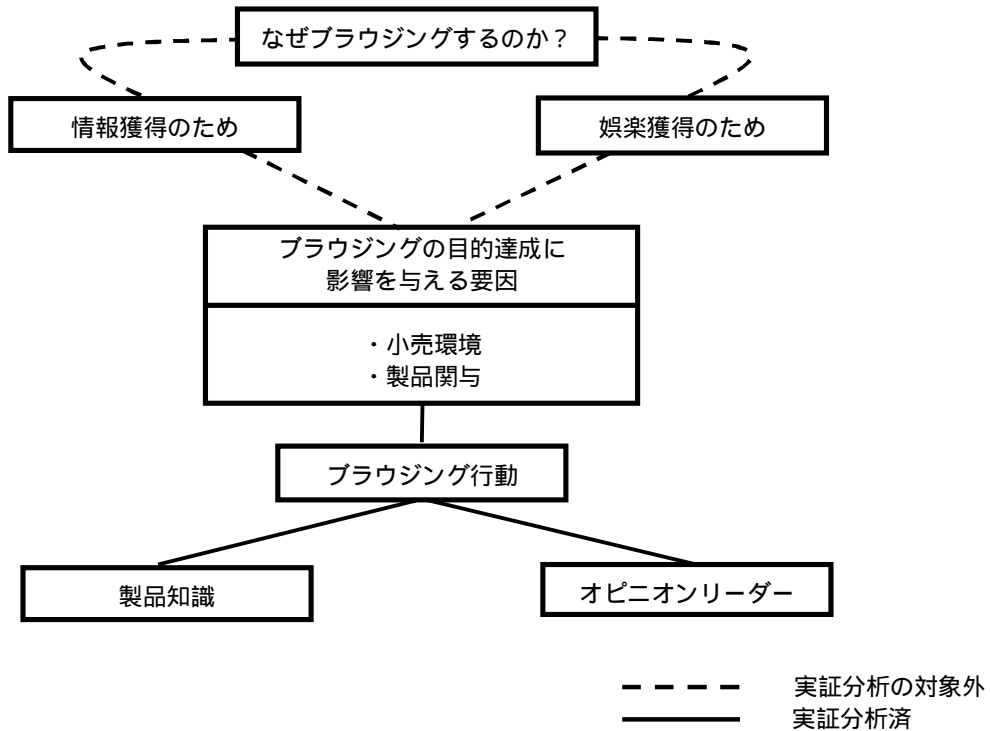 なぜブラウジングするのか？
情報獲得のため
娯楽獲得のため
ブラウジングの目的達成に
影響を与える要因
・小売環境
・製品関与
ブラウジング行動
製品知識
オピニオンリーダー
実証分析の対象外
実証分析済